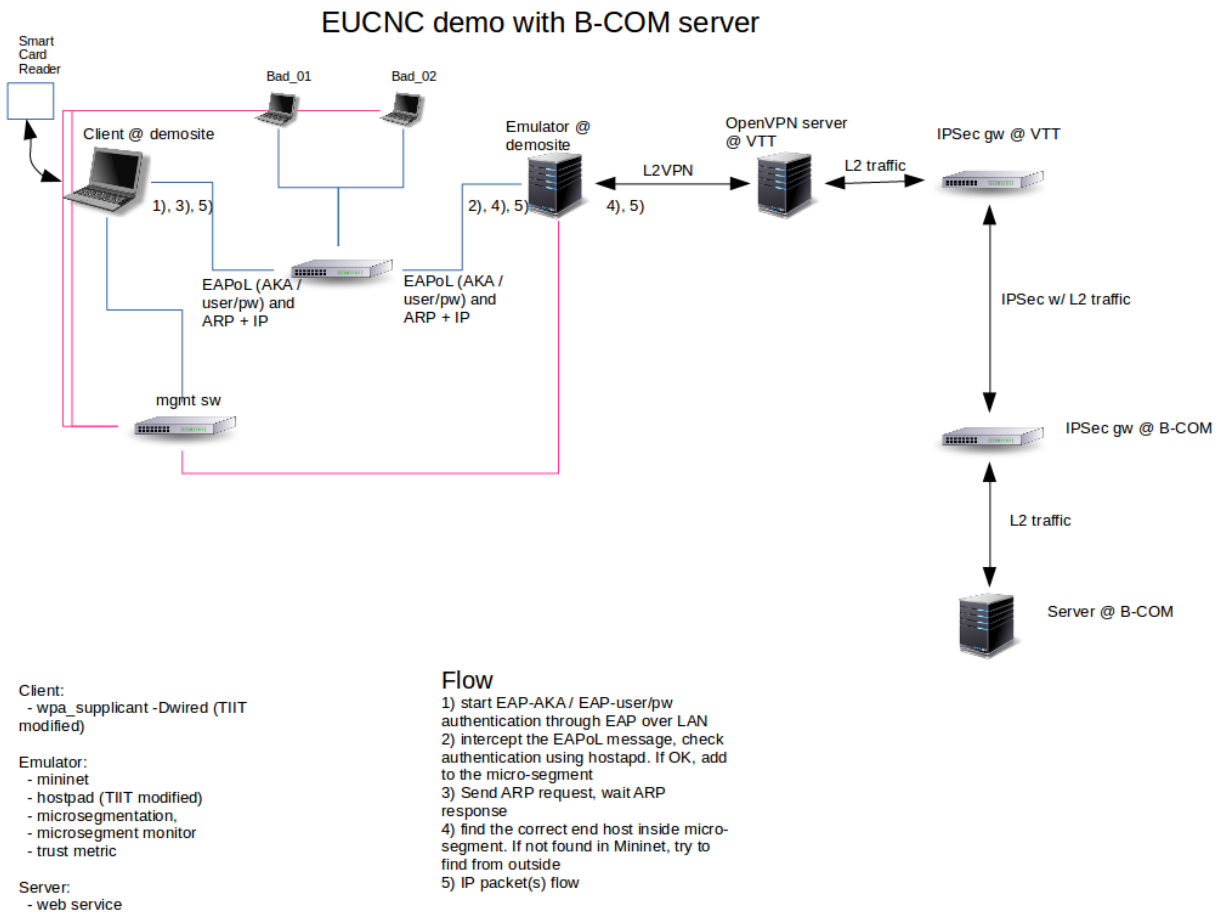 EUCNC demo with B-COM server
Smart
Card
Reader
Bad_01
Bad_02
Client @ demosite
Emulator @
demosite
OpenVPN server
@ VTT
IPSec gw @ VTT
L2VPN
L2 traffic
1), 3), 5)
2), 4), 5)
4), 5)
EAPoL (AKA /
user/pw) and
ARP + IP
EAPoL (AKA /
user/pw) and
ARP + IP
IPSec w/ L2 traffic
mgmt sw
IPSec gw @ B-COM
L2 traffic
Server @ B-COM
Client:
- wpa_supplicant -Dwired (TIIT
modified)
Emulator:
- mininet
- hostpad (TIIT modified)
- microsegmentation,
- microsegment monitor
- trust metric
Server:
- web service
Flow
1) start EAP-AKA / EAP-user/pw
authentication through EAP over LAN
2) intercept the EAPoL message, check
authentication using hostapd. If OK, add
to the micro-segment
3) Send ARP request, wait ARP
response
4) find the correct end host inside micro-
segment. If not found in Mininet, try to
find from outside
5) IP packet(s) flow